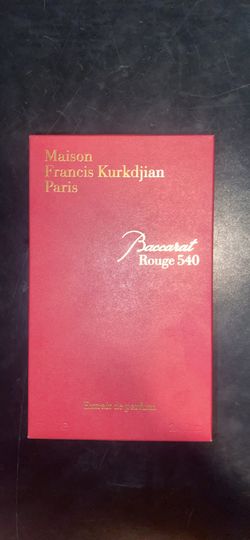 Maison
Francis Kurkdjian
Paris
Baccarat
Rouge 540
Extrait de parfum